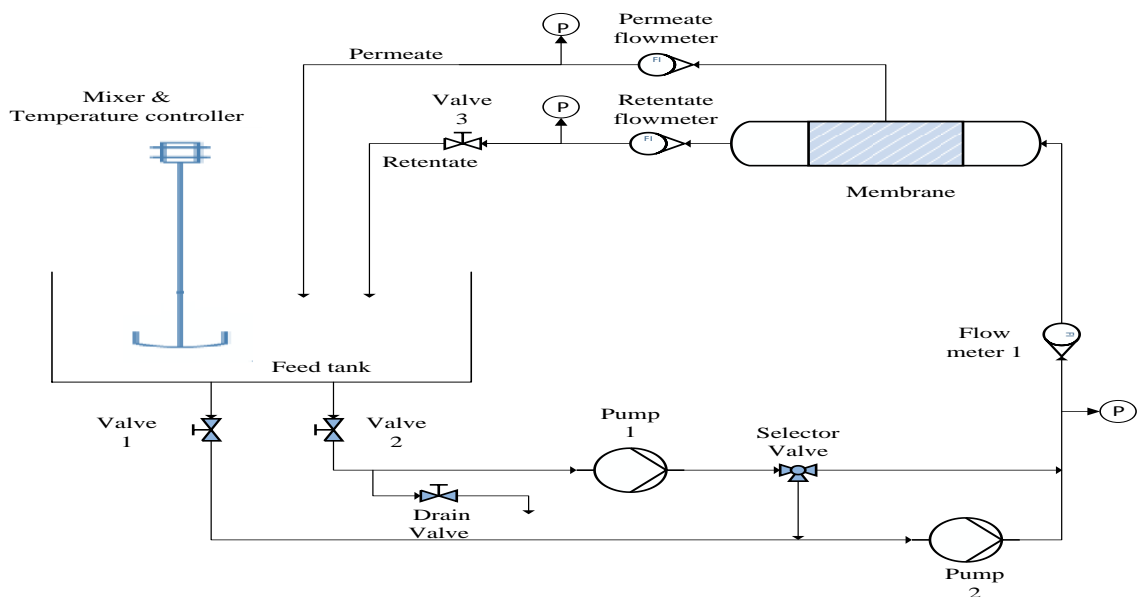 Permeate
flowmeter
P
Permeate
FI
Mixer &
Temperature controller
Valve
3
P
Retentate
flowmeter
FI
Retentate
Membrane
Flow
meter 1
FI
Feed tank
P
Valve
1
Valve
2
Pump
1
Selector
Valve
Drain
Valve
Pump
2